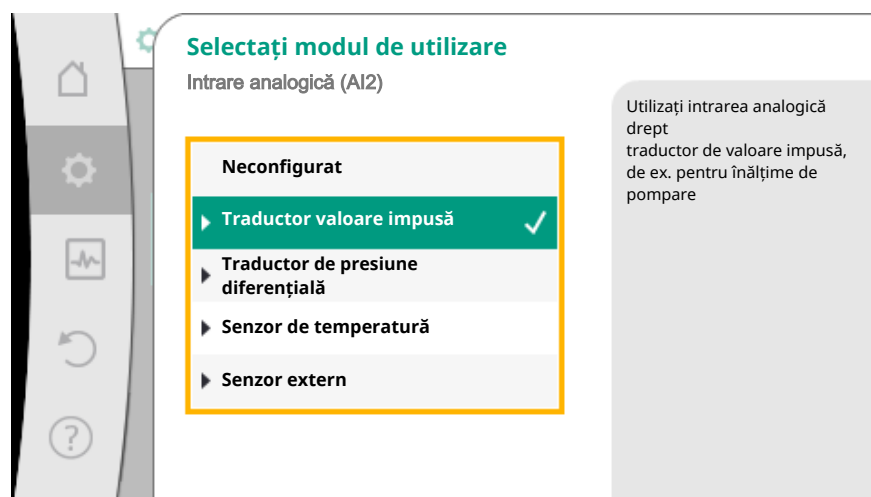 Selectați modul de utilizare
Intrare analogică (AI2)
Neconfigurat
Traductor valoare impusă
Traductor de presiune
diferențială
Senzor de temperatură
Senzor extern
Utilizați intrarea analogică
drept
traductor de valoare impusă,
de ex. pentru înălțime de
pompare
?